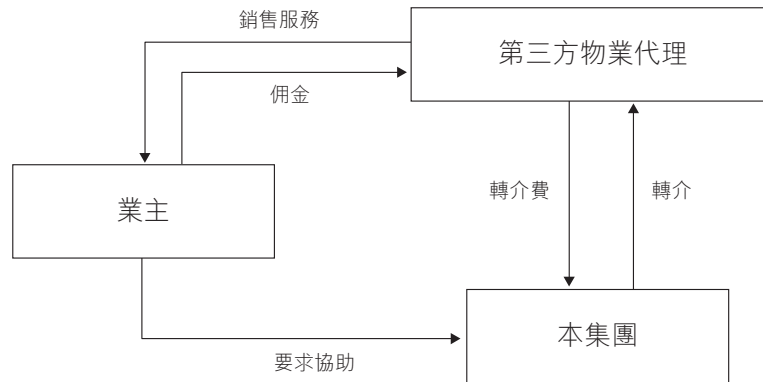 銷售服務
第三方物業代理
佣金
業主
轉介費
轉介
本集團
要求協助